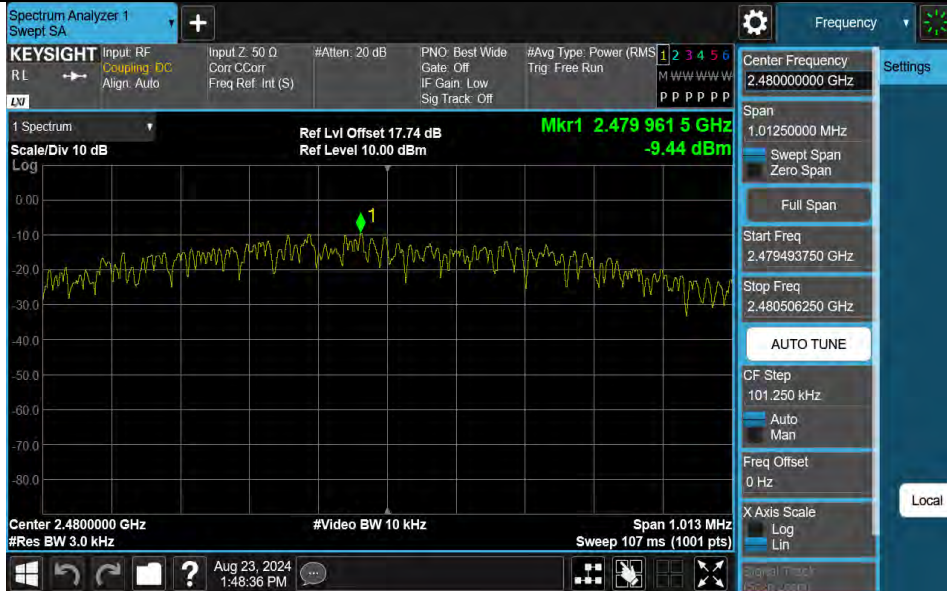 Spectrum Analyzer 1
Swept SA
+
Frequency
KEYSIGHT
RL
LXI
Input: RF
Coupling: DC
Align: Auto
Input Z: 50 Ω
Corr CCorr
Freq Ref: Int (S)
#Atten: 20 dB
PNO: Best Wide
Gate: Off
IF Gain: Low
Sig Track: Off
#Avg Type: Power (RMS
Trig: Free Run
1 2 3 4 5 6
M W W W W W
P P P P P P
1 Spectrum
Scale/Div 10 dB
Log
Ref Lvl Offset 17.74 dB
Ref Level 10.00 dBm
Mkr1 2.479 961 5 GHz
-9.44 dBm
1
0.00
-10.0
-20.0
-30.0
-40.0
-50.0
-60.0
-70.0
-80.0
Center 2.4800000 GHz
#Res BW 3.0 kHz
#Video BW 10 kHz
Span 1.013 MHz
Sweep 107 ms (1001 pts)
?
Aug 23, 2024
1:48:36 PM
Center Frequency
2.480000000 GHz
Span
1.01250000 MHz
Swept Span
Zero Span
Full Span
Start Freq
2.479493750 GHz
Stop Freq
2.480506250 GHz
AUTO TUNE
CF Step
101.250 kHz
Auto
Man
Freq Offset
0 Hz
X Axis Scale
Log
Lin
Signal Track
Settings
Local